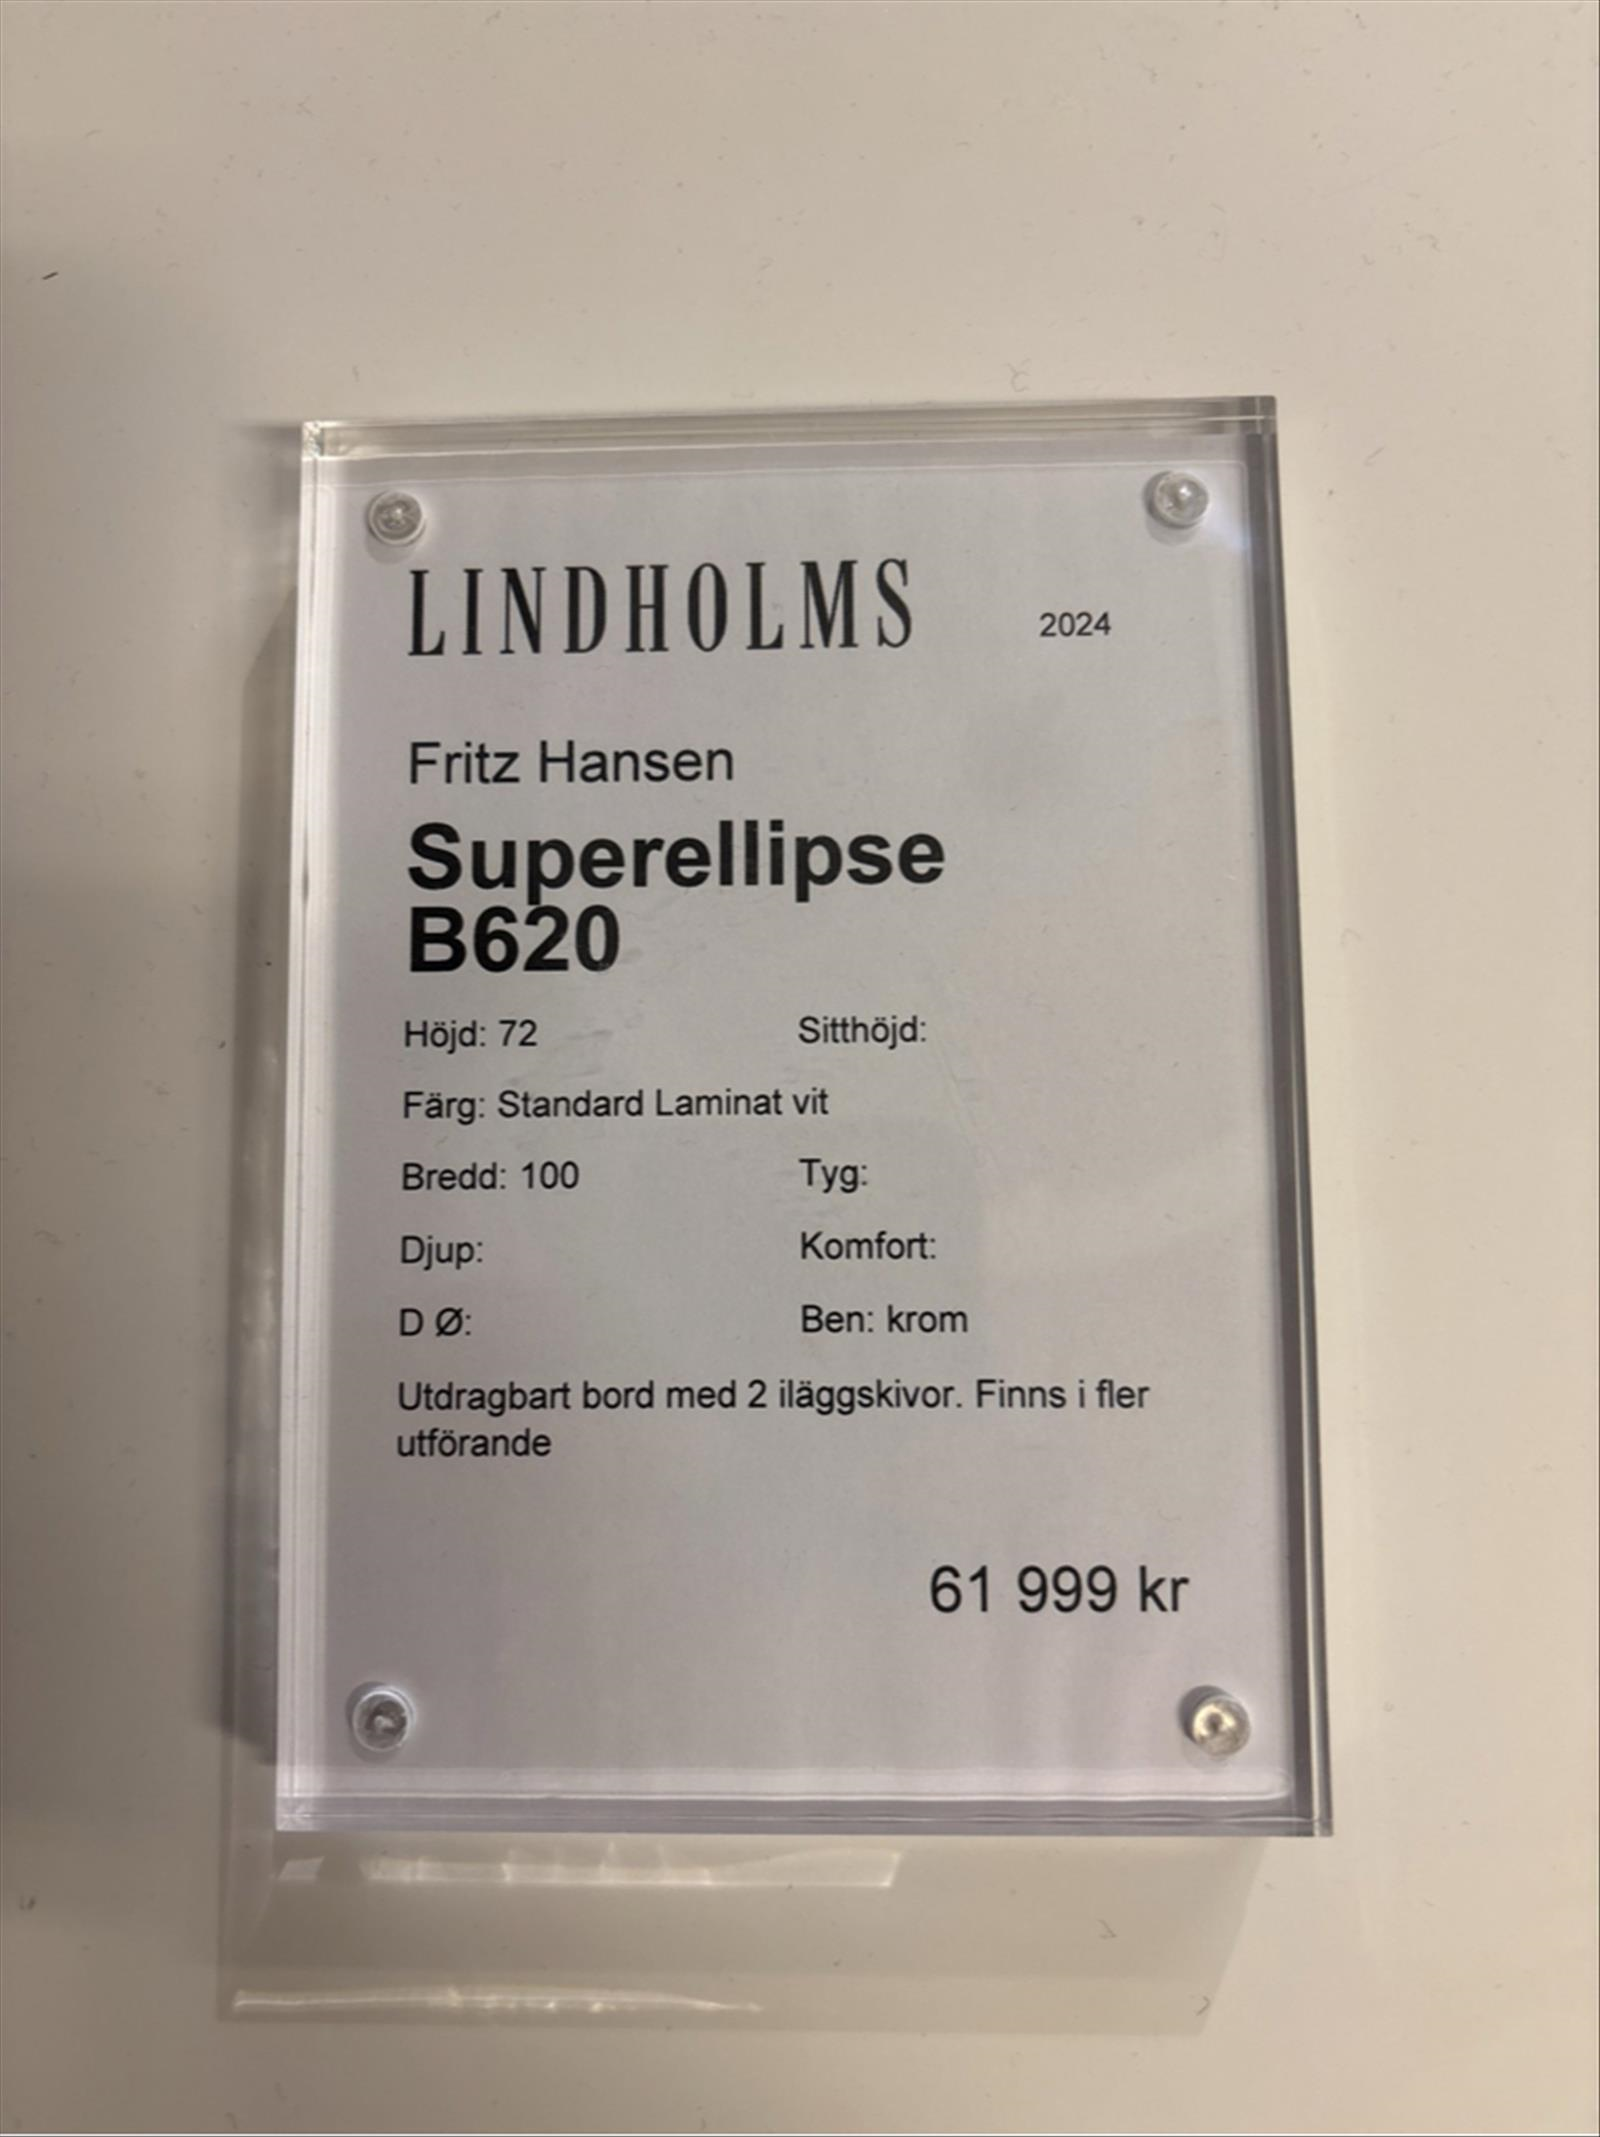 LINDHOLMS 2024
Fritz Hansen
Superellipse
B620
Höjd: 72 Sitthöjd:
Färg: Standard Laminat vit
Bredd: 100 Tyg:
Djup: Komfort:
D Ø: Ben: krom
Utdragbart bord med 2 iläggskivor. Finns i fler
utförande
61 999 kr